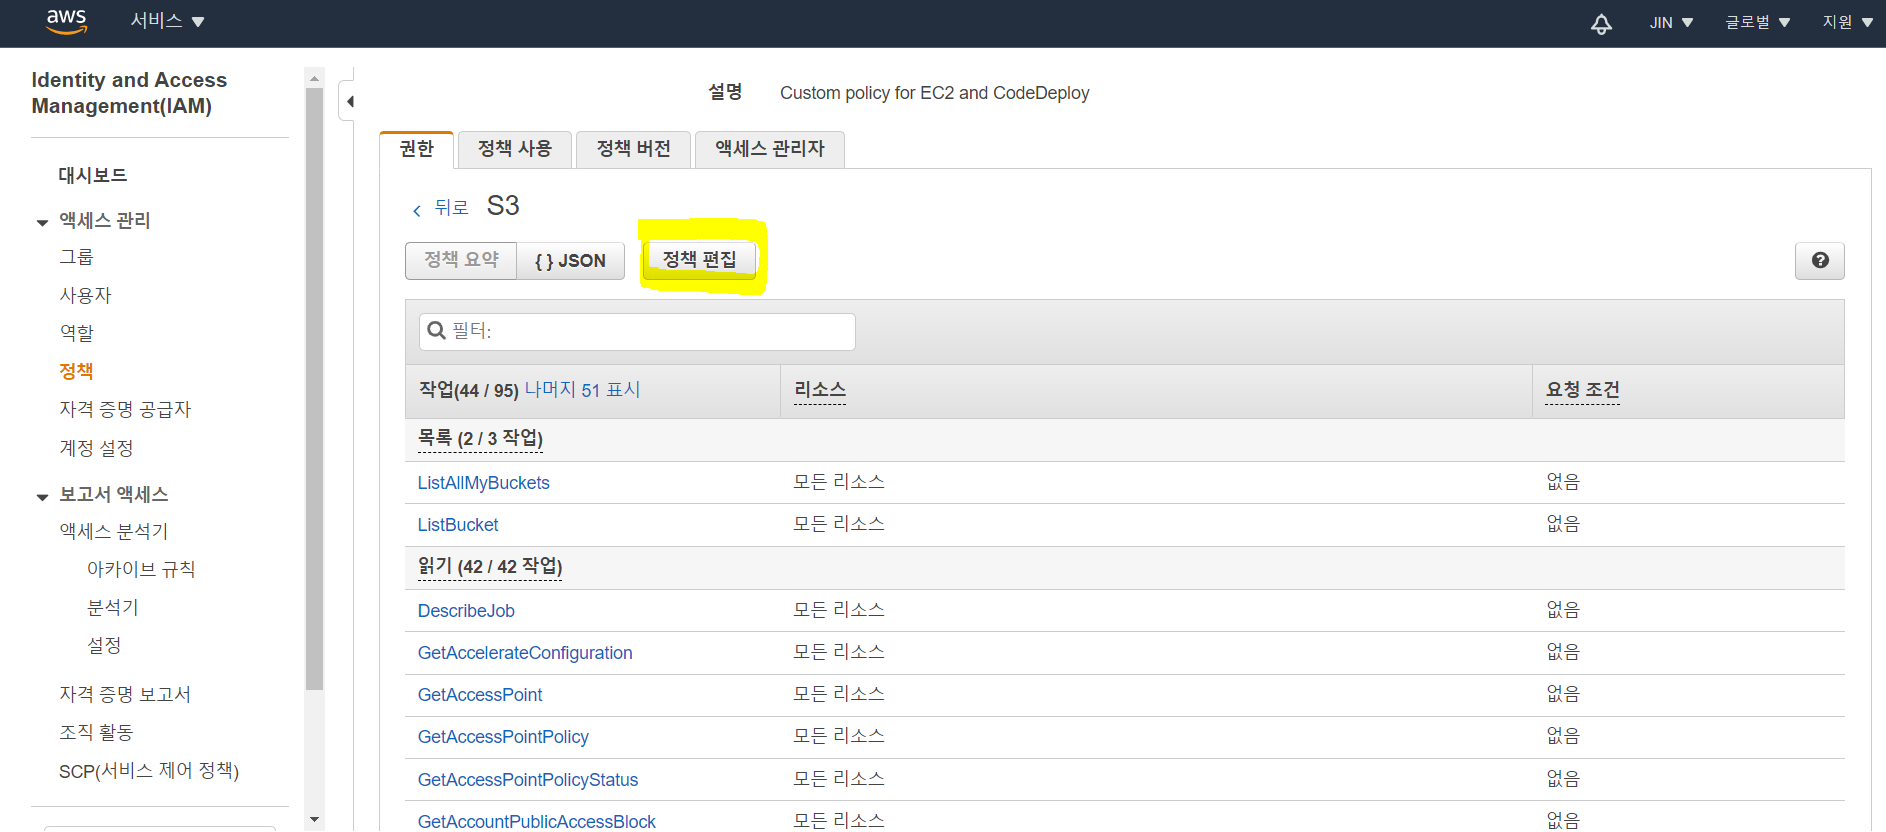 aws 서비스 JIN 글로벌 지원
Identity and Access
Management(IAM)
대시보드
액세스 관리
그룹
사용자
역할
정책
자격 증명 공급자
계정 설정
보고서 액세스
액세스 분석기
아카이브 규칙
분석기
설정
자격 증명 보고서
조직 활동
SCP(서비스 제어 정책)
설명 Custom policy for EC2 and CodeDeploy
권한 정책 사용 정책 버전 액세스 관리자
뒤로 S3
정책 요약 { } JSON 정책 편집
필터:
작업(44 / 95) 나머지 51 표시 리소스 요청 조건
목록 (2 / 3 작업)
ListAllMyBuckets 모든 리소스 없음
ListBucket 모든 리소스 없음
읽기 (42 / 42 작업)
DescribeJob 모든 리소스 없음
GetAccelerateConfiguration 모든 리소스 없음
GetAccessPoint 모든 리소스 없음
GetAccessPointPolicy 모든 리소스 없음
GetAccessPointPolicyStatus 모든 리소스 없음
GetAccountPublicAccessBlock 모든 리소스 없음